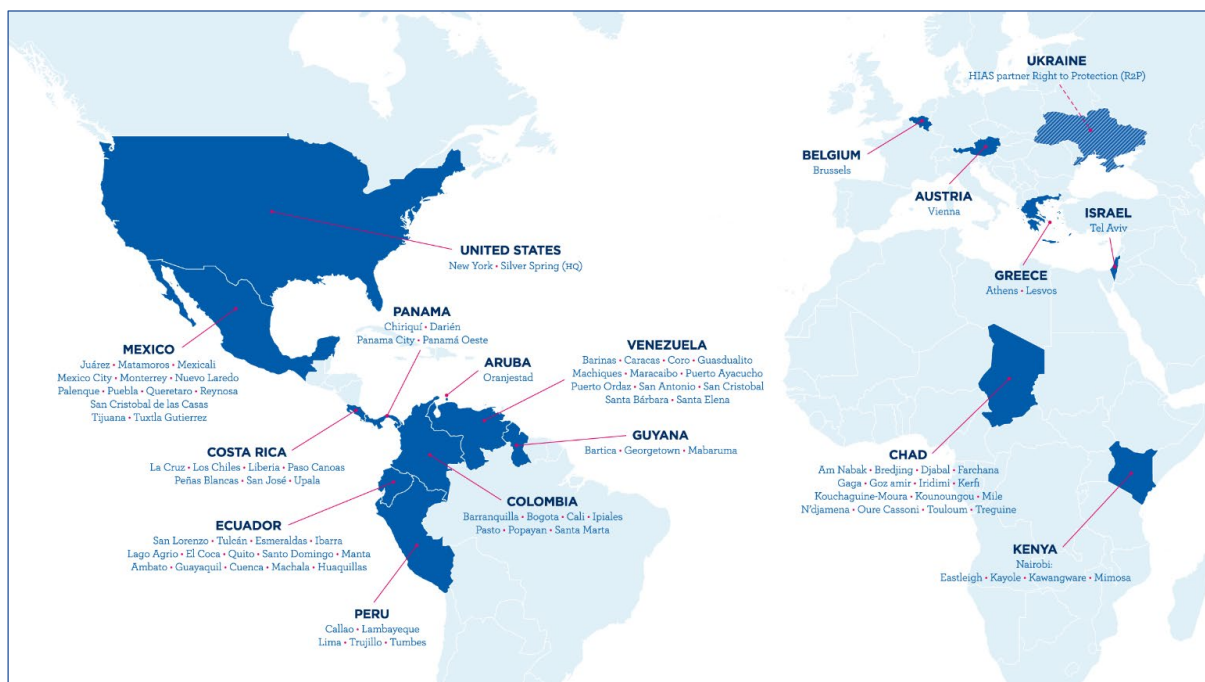 UKRAINE
HIAS partner Right to Protection (R2P)
BELGIUM
Brussels
AUSTRIA
Vienna
ISRAEL
Tel Aviv
GREECE
Athens • Lesvos
UNITED STATES
New York • Silver Spring (HQ)
PANAMA
Chiriquí • Darién
Panama City • Panamá Oeste
MEXICO
Juárez • Matamoros • Mexicali
Mexico City • Monterrey • Nuevo Laredo
Palenque • Puebla • Queretaro • Reynosa
San Cristobal de las Casas
Tijuana • Tuxtla Gutierrez
ARUBA
Oranjestad
VENEZUELA
Barinas • Caracas • Coro • Guasdualito
Machiques • Maracaibo • Puerto Ayacucho
Puerto Ordaz • San Antonio • San Cristobal
Santa Bárbara • Santa Elena
GUYANA
Bartica • Georgetown • Mabaruma
COSTA RICA
La Cruz • Los Chiles • Liberia • Paso Canoas
Peñas Blancas • San José • Upala
COLOMBIA
Barranquilla • Bogota • Cali • Ipiales
Pasto • Popayan • Santa Marta
ECUADOR
San Lorenzo • Tulcán • Esmeraldas • Ibarra
Lago Agrio • El Coca • Quito • Santo Domingo • Manta
Ambato • Guayaquil • Cuenca • Machala • Huaquillas
PERU
Callao • Lambayeque
Lima • Trujillo • Tumbes
CHAD
Am Nabak • Bredjing • Djabal • Farchana
Gaga • Goz amir • Iridimi • Kerfi
Kouchaguine-Moura • Kounoungou • Mile
N'djamena • Oure Cassoni • Touloum • Treguine
KENYA
Nairobi:
Eastleigh • Kayole • Kawangware • Mimosa